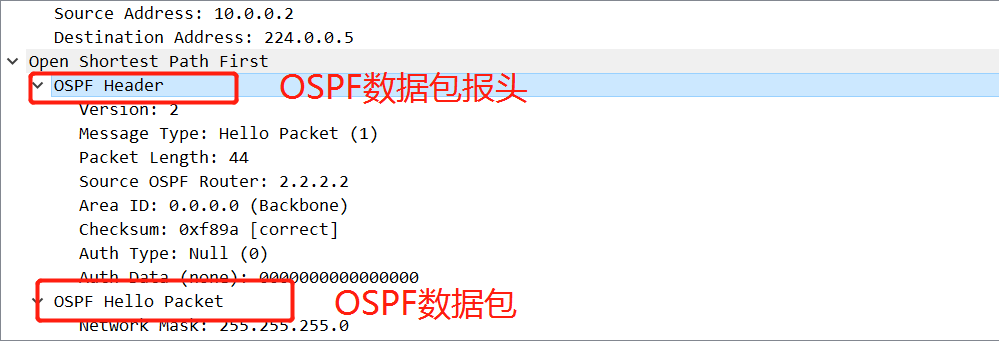 Source Address: 10.0.0.2
Destination Address: 224.0.0.5
Open Shortest Path First
OSPF Header OSPF数据包报头
Version: 2
Message Type: Hello Packet (1)
Packet Length: 44
Source OSPF Router: 2.2.2.2
Area ID: 0.0.0.0 (Backbone)
Checksum: 0xf89a [correct]
Auth Type: Null (0)
Auth Data (none): 0000000000000000
OSPF Hello Packet OSPF数据包
Network Mask: 255.255.255.0